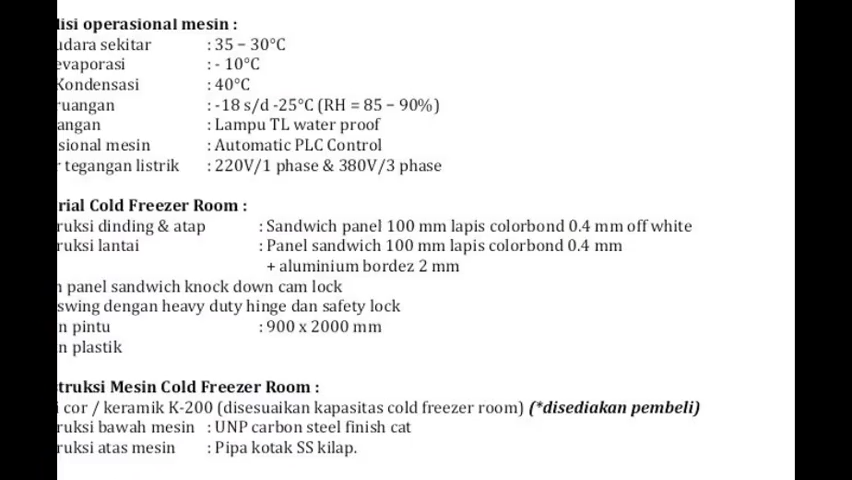 lisi operasional mesin :
udara sekitar : 35 – 30°C
evaporasi : - 10°C
Kondensasi : 40°C
ruangan : -18 s/d -25°C (RH = 85 – 90%)
angan : Lampu TL water proof
sional mesin : Automatic PLC Control
r tegangan listrik : 220V/1 phase & 380V/3 phase
rial Cold Freezer Room :
ruksi dinding & atap : Sandwich panel 100 mm lapis colorbond 0.4 mm off white
ruksi lantai : Panel sandwich 100 mm lapis colorbond 0.4 mm
+ aluminium bordez 2 mm
n panel sandwich knock down cam lock
swing dengan heavy duty hinge dan safety lock
n pintu : 900 x 2000 mm
n plastik
struksi Mesin Cold Freezer Room :
i cor / keramik K-200 (disesuaikan kapasitas cold freezer room) (*disediakan pembeli)
ruksi bawah mesin : UNP carbon steel finish cat
ruksi atas mesin : Pipa kotak SS kilap.